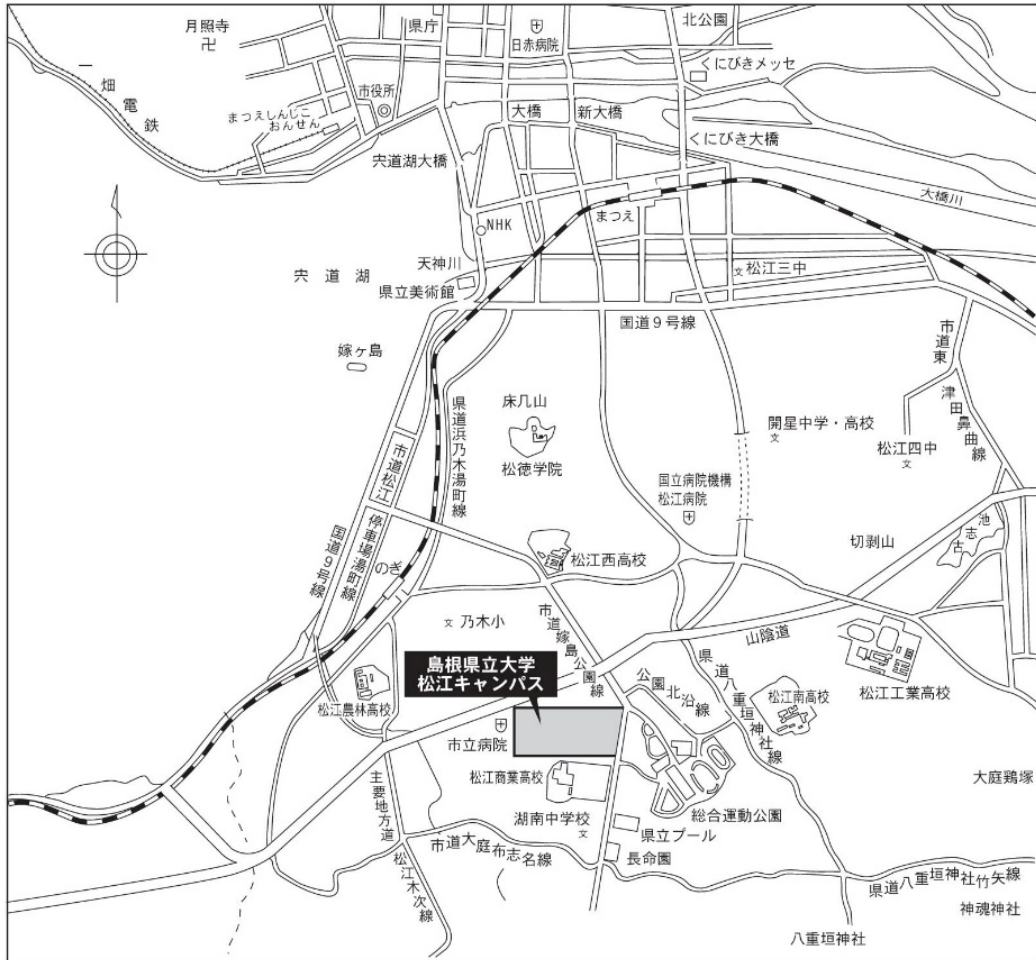 月照寺
卍
県庁
日赤病院
北公園
くにびきメッセ
一畑電鉄
市役所
まつえしんじこ
おんせん
大橋
新大橋
くにびき大橋
宍道湖大橋
大橋川
まつえ
NHK
天神川
松江三中
文
宍道湖
県立美術館
国道9号線
嫁ヶ島
市道東
津田鼻曲線
床几山
松徳学院
県道浜乃木湯町線
開星中学・高校
文
松江四中
文
国立病院機構
松江病院
市道松江
停車場湯町線
国道9号線
のぎ
松江西高校
切剥山
古志池
文
乃木小
市道嫁島公園線
山陰道
島根県立大学
松江キャンパス
公園北沿線
県道八重垣神社線
松江南高校
松江工業高校
松江農林高校
市立病院
松江商業高校
大庭鶏塚
主要地方道
松江木次線
湖南中学校
文
総合運動公園
県立プール
市道大庭布志名線
長命園
県道八重垣神社竹矢線
神魂神社
八重垣神社